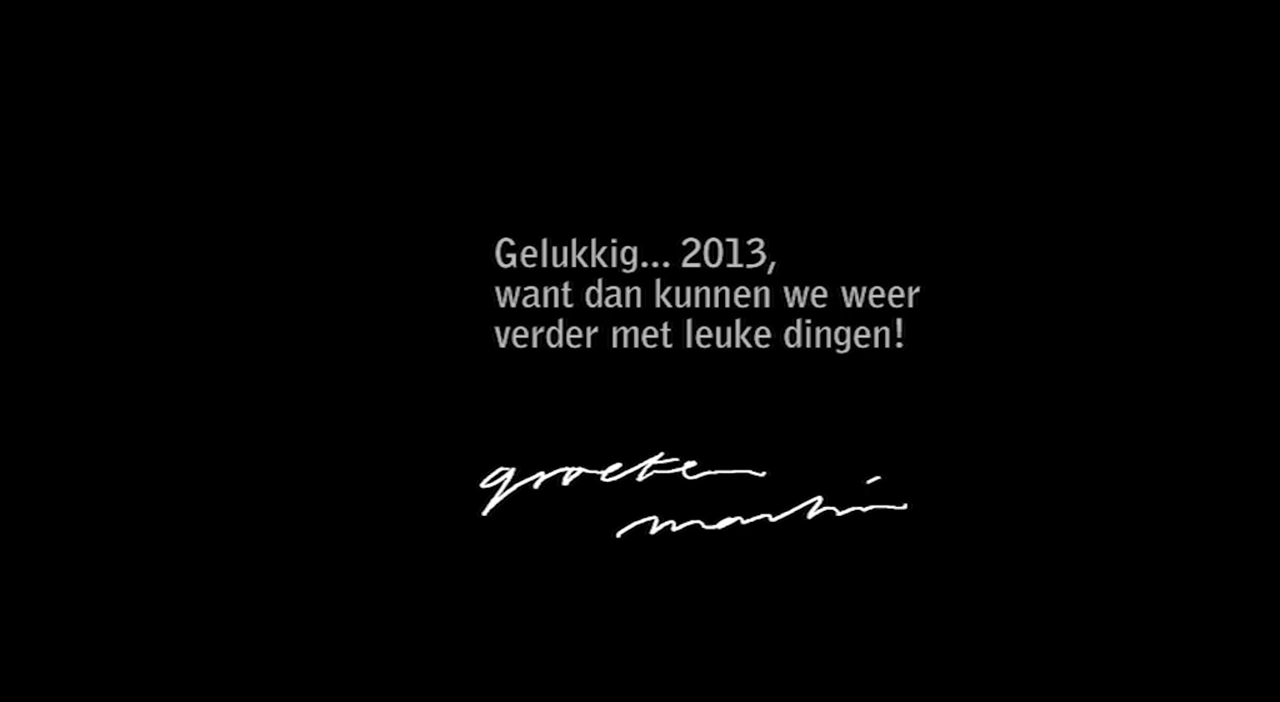 Gelukkig... 2013,
want dan kunnen we weer
verder met leuke dingen!
groeten
martin